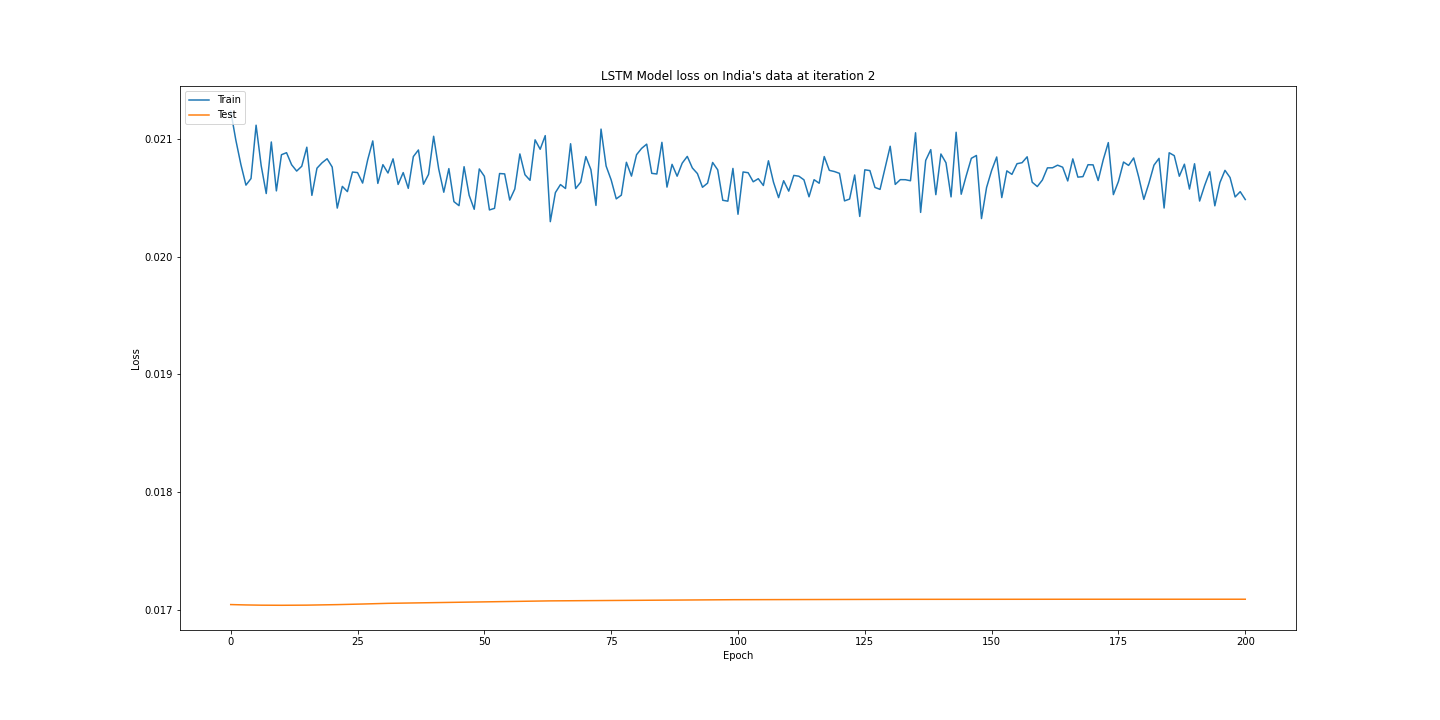 LSTM Model loss on India's data at iteration 2
Train
Test
0.021
0.020
0.019
0.018
0.017
Loss
0 25 50 75 100 125 150 175 200
Epoch